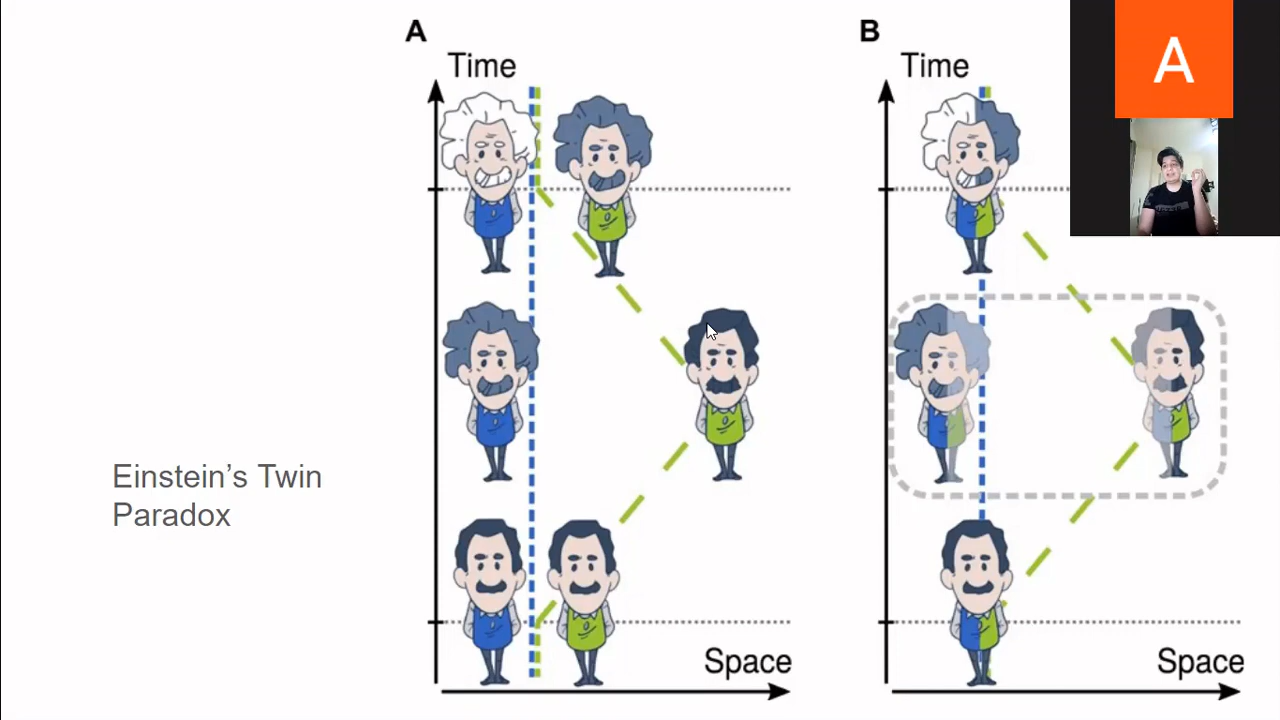 A
Time
Space
B
Time
Space
A
Einstein’s Twin
Paradox